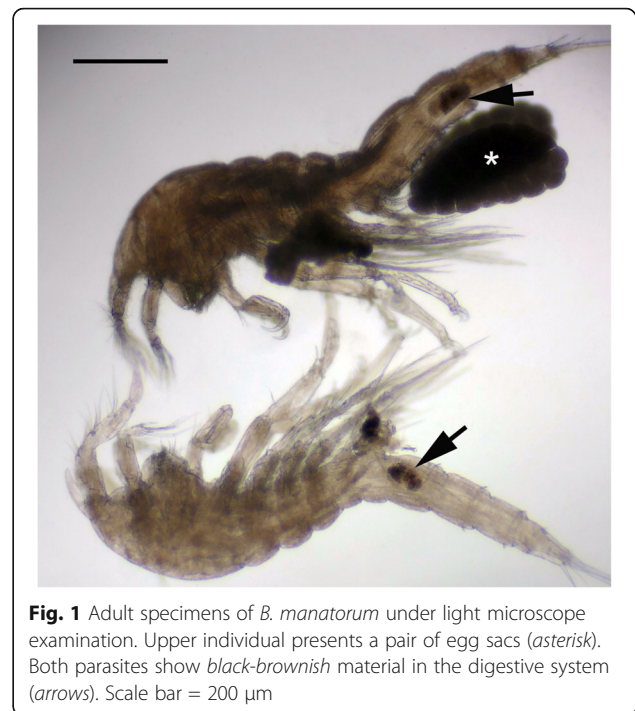 *
Fig. 1 Adult specimens of B. manatorum under light microscope
examination. Upper individual presents a pair of egg sacs (asterisk).
Both parasites show black-brownish material in the digestive system
(arrows). Scale bar = 200 μm